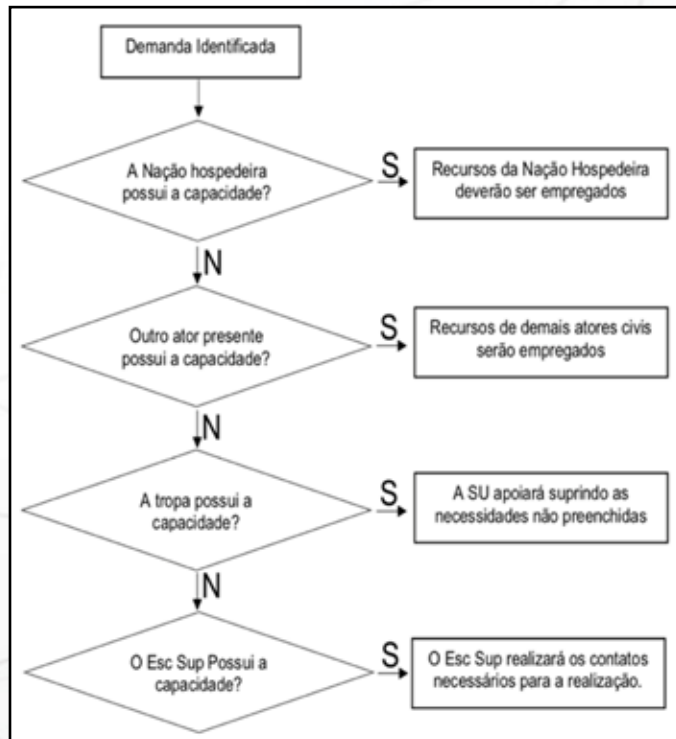 Demanda Identificada
A Nação hospedeira
possui a capacidade?
S
Recursos da Nação Hospedeira
deverão ser empregados
N
Outro ator presente
possui a capacidade?
S
Recursos de demais atores civis
serão empregados
N
A tropa possui a
capacidade?
S
A SU apoiará suprindo as
necessidades não preenchidas
N
O Esc Sup Possui a
capacidade?
S
O Esc Sup realizará os contatos
necessários para a realização.